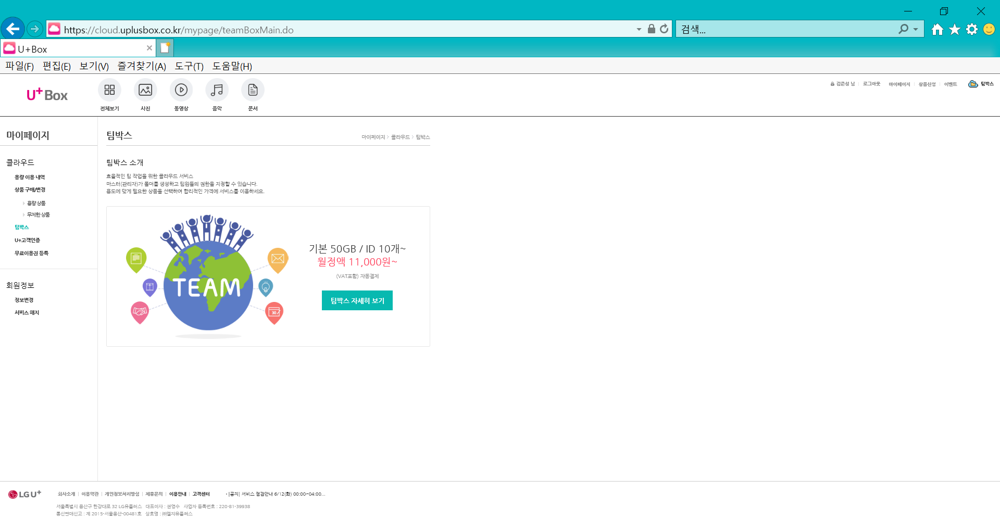 https://cloud.uplusbox.co.kr/mypage/teamBoxMain.do
검색...
U+Box
파일(F) 편집(E) 보기(V) 즐겨찾기(A) 도구(T) 도움말(H)
U+ Box
전체보기 사진 동영상 음악 문서
김준성 님 로그아웃 마이페이지 상품신청 이벤트 팀박스
마이페이지
클라우드
용량 이용 내역
상품 구매/변경
용량 상품
무제한 상품
팀박스
U+고객인증
무료이용권 등록
회원정보
정보변경
서비스 해지
팀박스
마이페이지 > 클라우드 > 팀박스
팀박스 소개
효율적인 팀 작업을 위한 클라우드 서비스
마스터(관리자)가 폴더를 생성하고 팀원들의 권한을 지정할 수 있습니다.
용도에 맞게 필요한 상품을 선택하여 합리적인 가격에 서비스를 이용하세요.
TEAM
30
기본 50GB / ID 10개~
월정액 11,000원~
(VAT포함) 자동결제
팀박스 자세히 보기
LG U+
회사소개 이용약관 개인정보처리방침 제휴문의 이용안내 고객센터
• [공지] 서비스 점검안내 6/12(화) 00:00~04:00...
서울특별시 용산구 한강대로 32 LG유플러스 대표이사 : 권영수 사업자 등록번호 : 220-81-39938
통신판매신고 : 제 2015-서울용산-00481호 상호명 : ㈜엘지유플러스